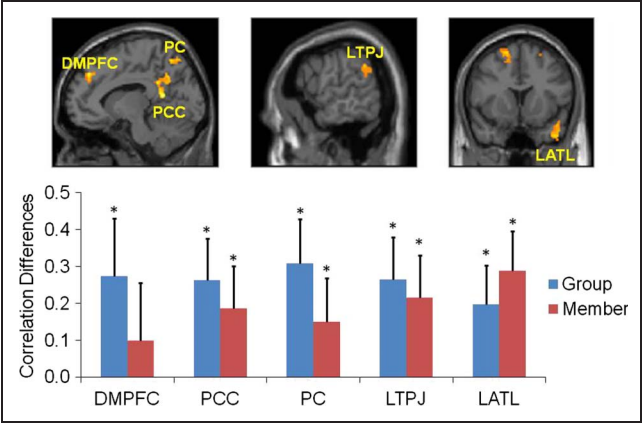 DMPFC
PC
PCC
LTPJ
LATL
Correlation Differences
0.5
0.4
0.3
0.2
0.1
0.0
* * * * * * * * *
DMPFC PCC PC LTPJ LATL
Group
Member